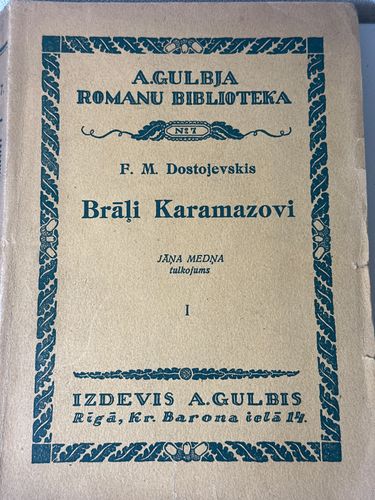 A. GULBJA
ROMANU BIBLIOTEKA
№ 7
F. M. Dostojevskis
Brāļi Karamazovi
JĀŅA MEDŅA
tulkojums
I
IZDEVIS A. GULBIS
Rīgā, Kr. Barona ielā 14.